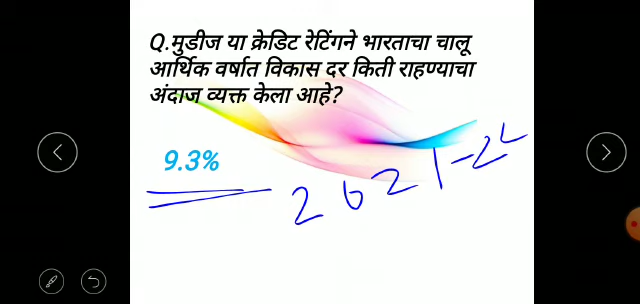 Q.मुडीज या क्रेडिट रेटिंगने भारताचा चालू
आर्थिक वर्षात विकास दर किती राहण्याचा
अंदाज व्यक्त केला आहे?
9.3%
2021-22